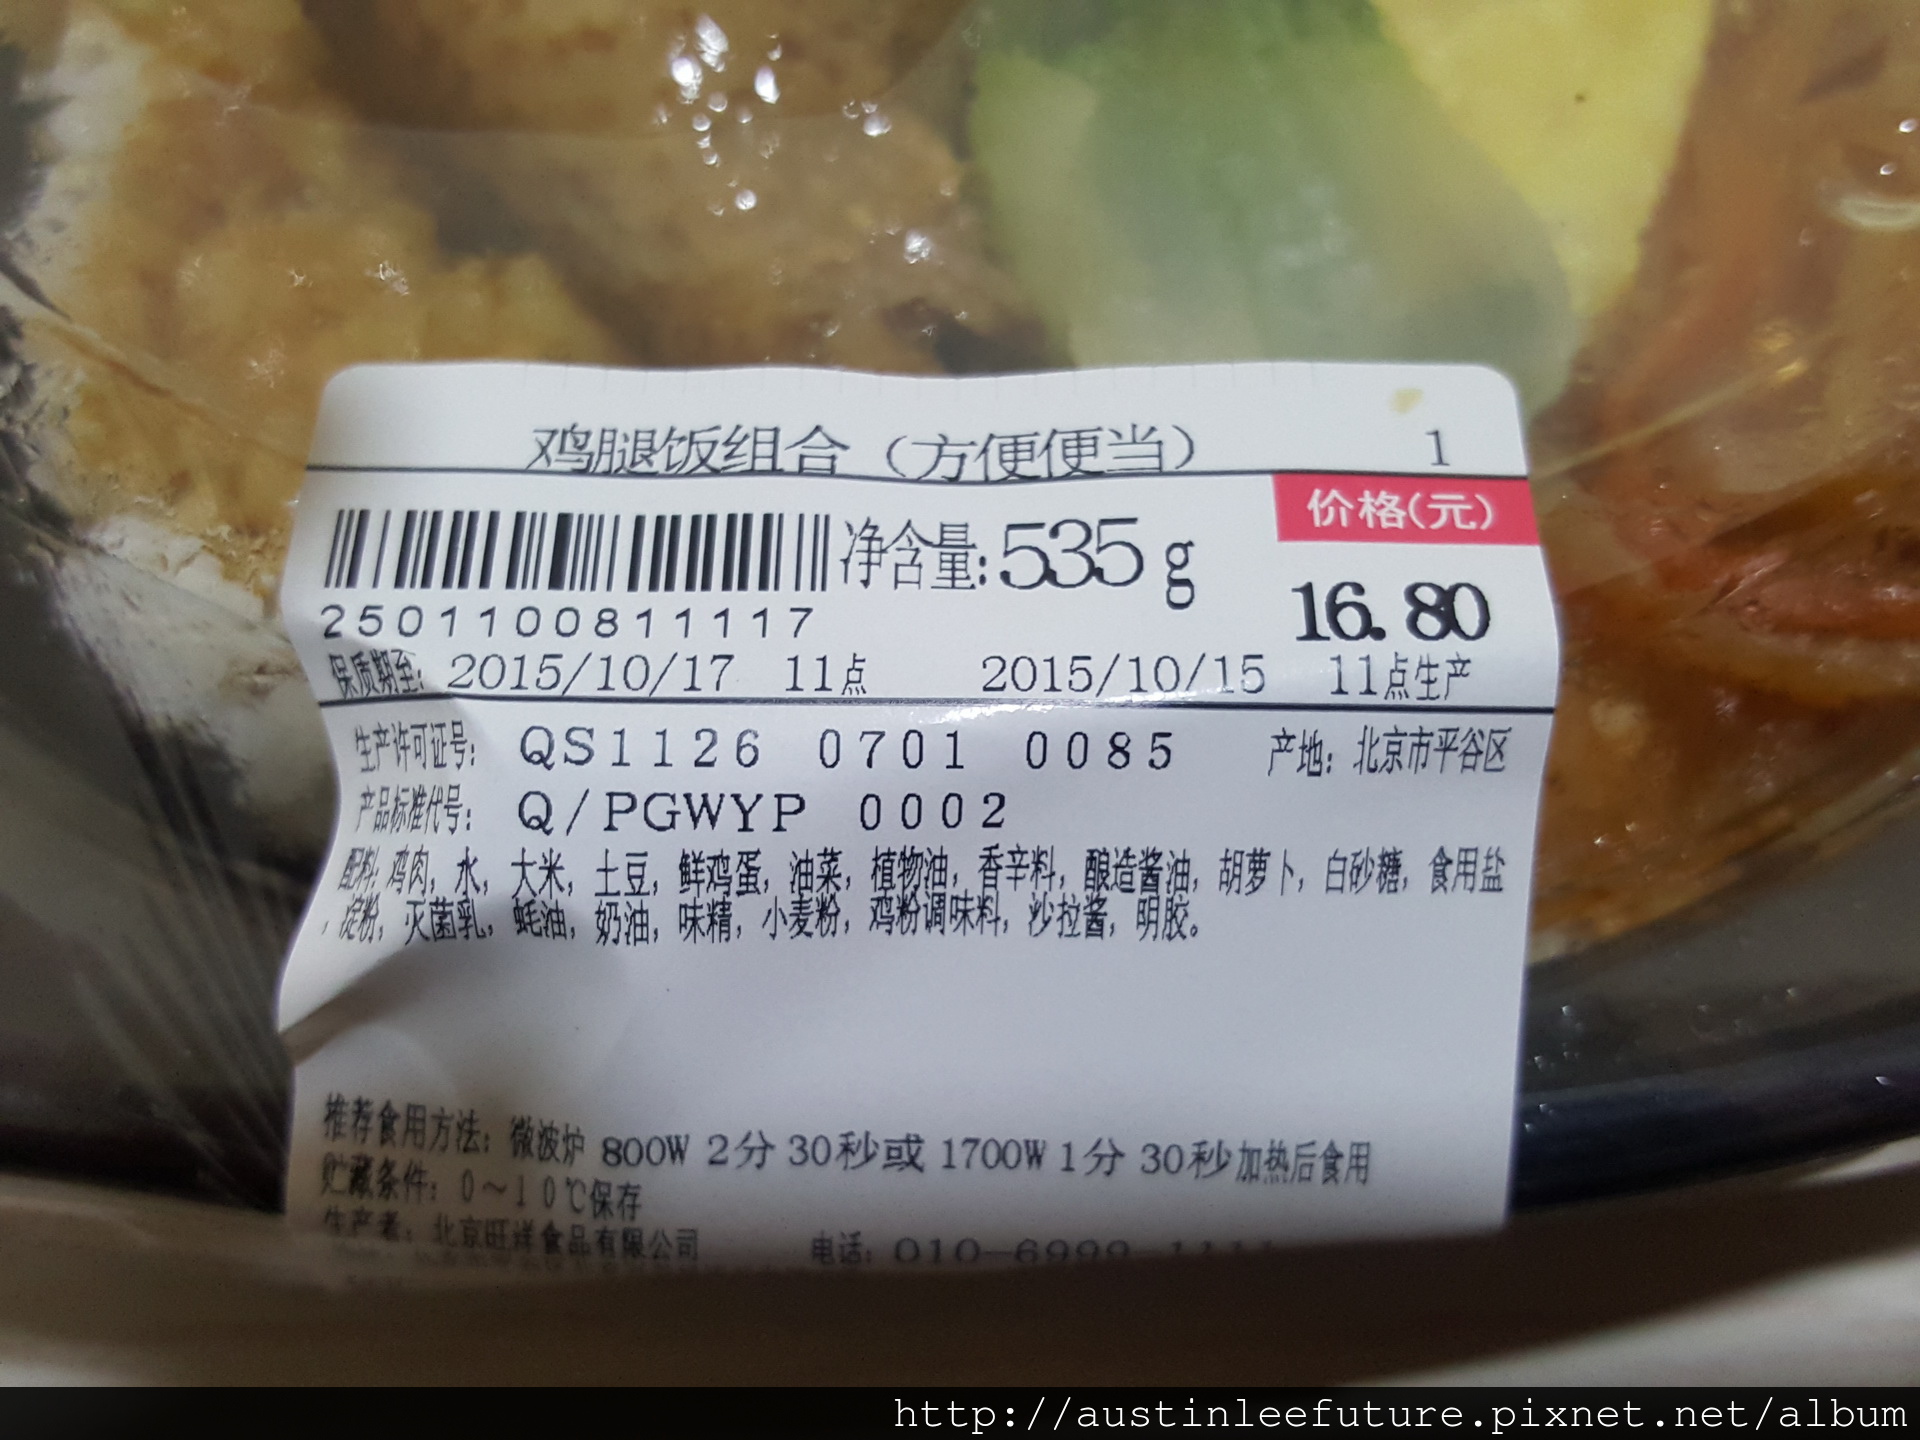 鸡腿饭组合（方便便当） 1
价格(元)
净含量:535g
16.80
2501100811117
保质期至: 2015/10/17 11点 2015/10/15 11点生产
生产许可证号: QS1126 0701 0085 产地: 北京市平谷区
产品标准代号: Q/PGWYP 0002
配料: 鸡肉, 水, 大米, 土豆, 鲜鸡蛋, 油菜, 植物油, 香辛料, 酿造酱油, 胡萝卜, 白砂糖, 食用盐
, 淀粉, 灭菌乳, 蚝油, 奶油, 味精, 小麦粉, 鸡粉调味料, 沙拉酱, 明胶。
推荐食用方法: 微波炉 800W 2分 30秒或 1700W 1分 30秒加热后食用
贮藏条件: 0~10℃保存
生产者: 北京旺洋食品有限公司 电话: 010-6999
http://austinleefuture.pixnet.net/album